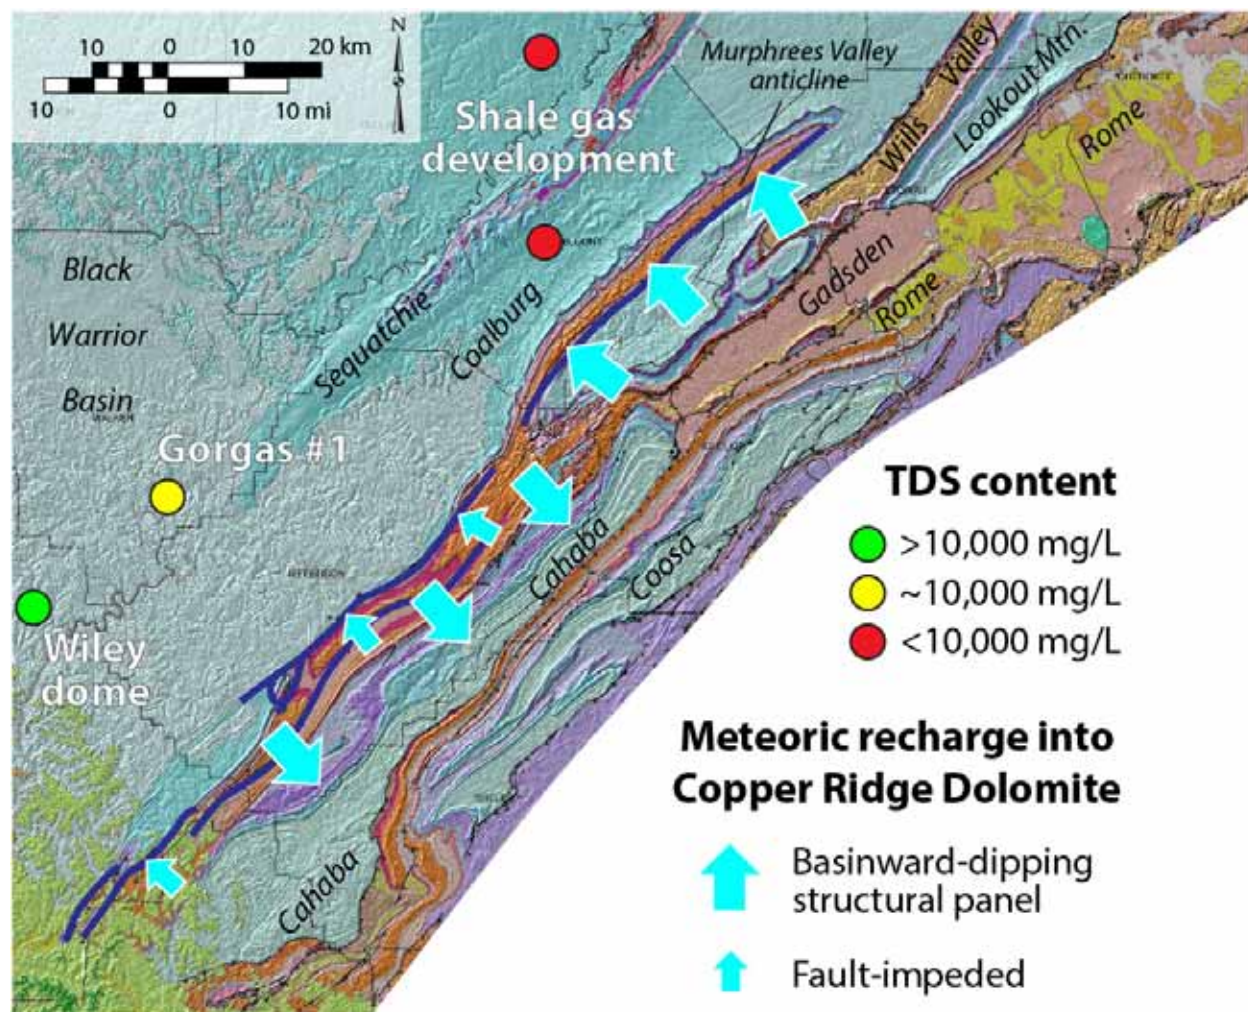 10 0 10 20 km
10 0 10 mi
N
Murphrees Valley
anticline
Shale gas
development
Wills
Valley
Lookout Mtn.
Rome
Black
Warrior
Basin
Sequatchie
Coalburg
Gadsden
Rome
Gorgas #1
Wiley
dome
JEFFERSON
Cahaba
Coosa
Cahaba
TDS content
>10,000 mg/L
~10,000 mg/L
<10,000 mg/L
Meteoric recharge into
Copper Ridge Dolomite
Basinward-dipping
structural panel
Fault-impeded